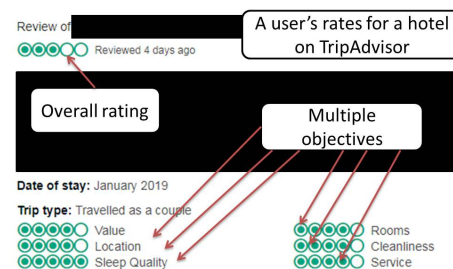 Review of
A user's rates for a hotel
on TripAdvisor
Reviewed 4 days ago
Overall rating
Multiple
objectives
Date of stay: January 2019
Trip type: Travelled as a couple
Value
Rooms
Location
Cleanliness
Sleep Quality
Service